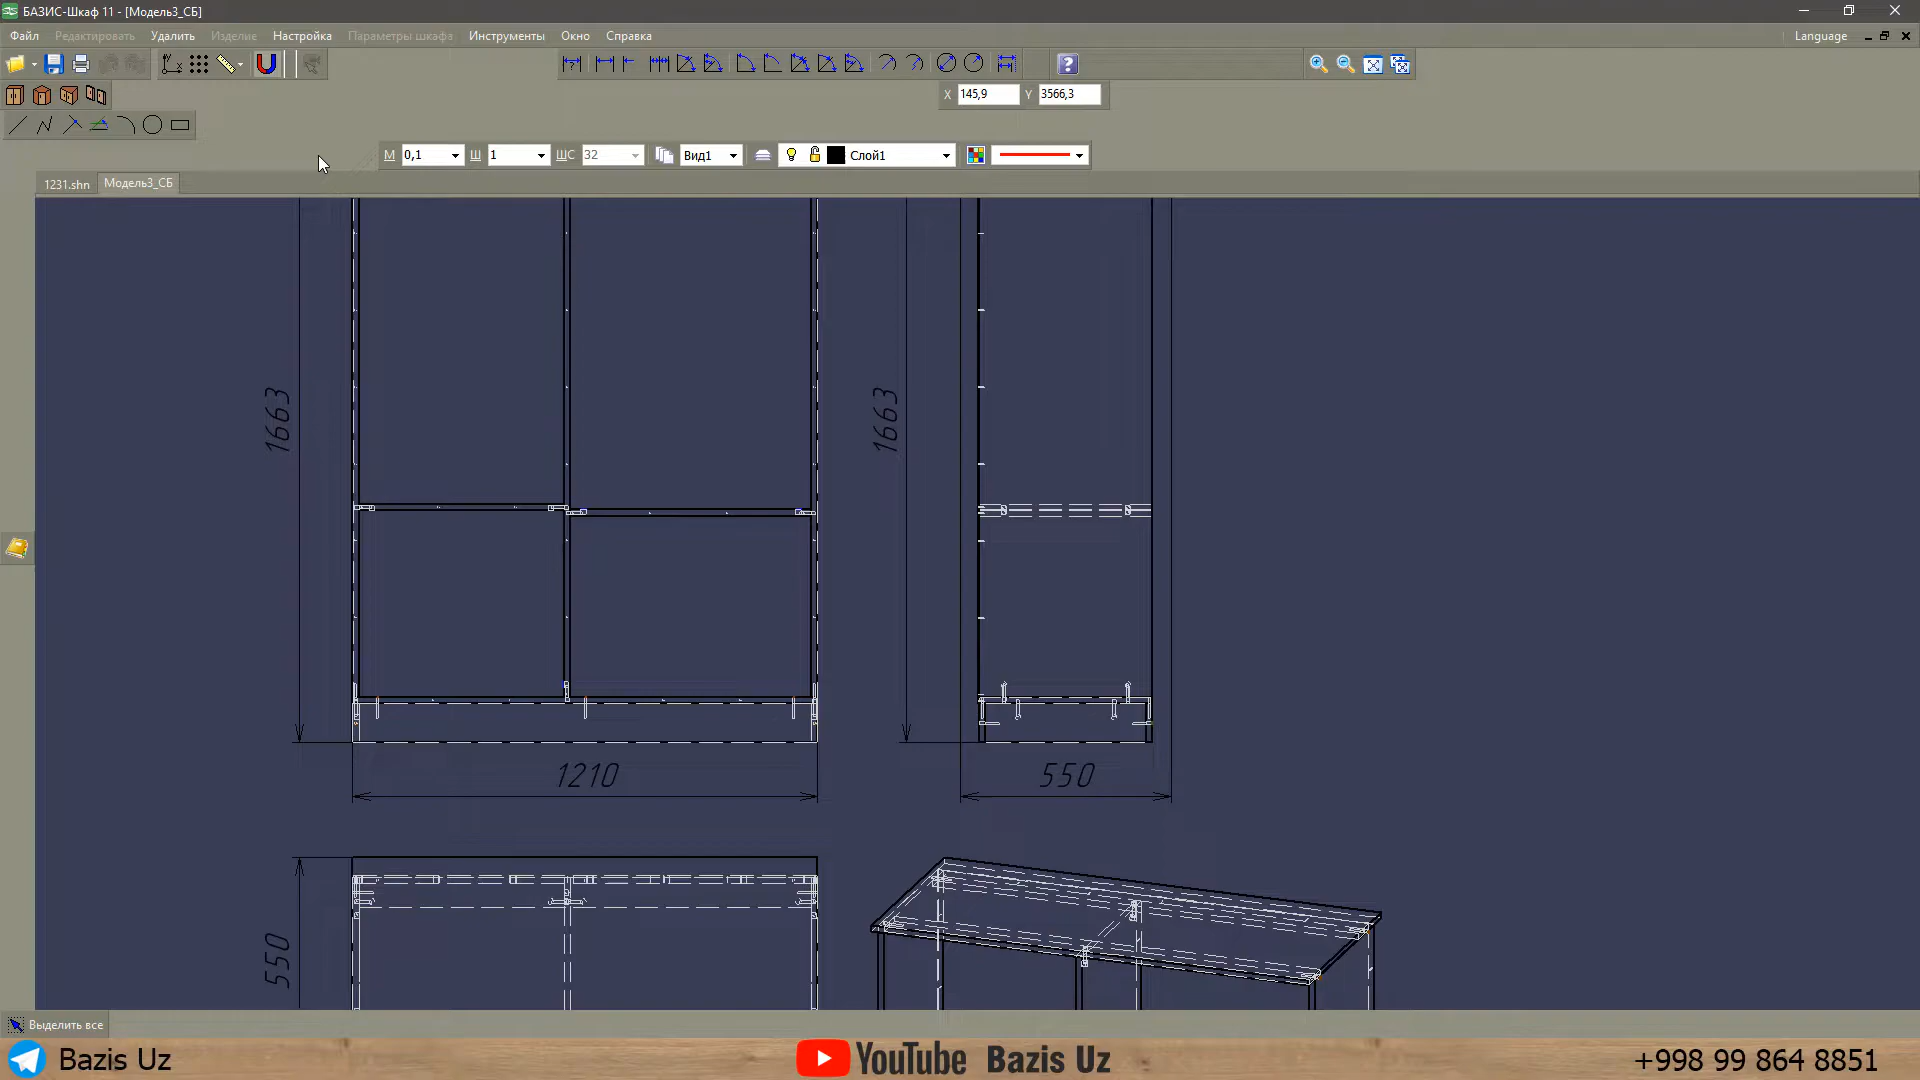 БАЗИС-Шкаф 11 - [Модель3_СБ]
Файл Редактировать Удалить Изделие Настройка Параметры шкафа Инструменты Окно Справка Language
X 145,9 Y 3566,3
М 0,1 Ш 1 ШС 32 Вид1 Слой1
1231.shn Модель3_СБ
1663
1663
1210
550
550
Выделить все
Bazis Uz
YouTube Bazis Uz
+998 99 864 8851